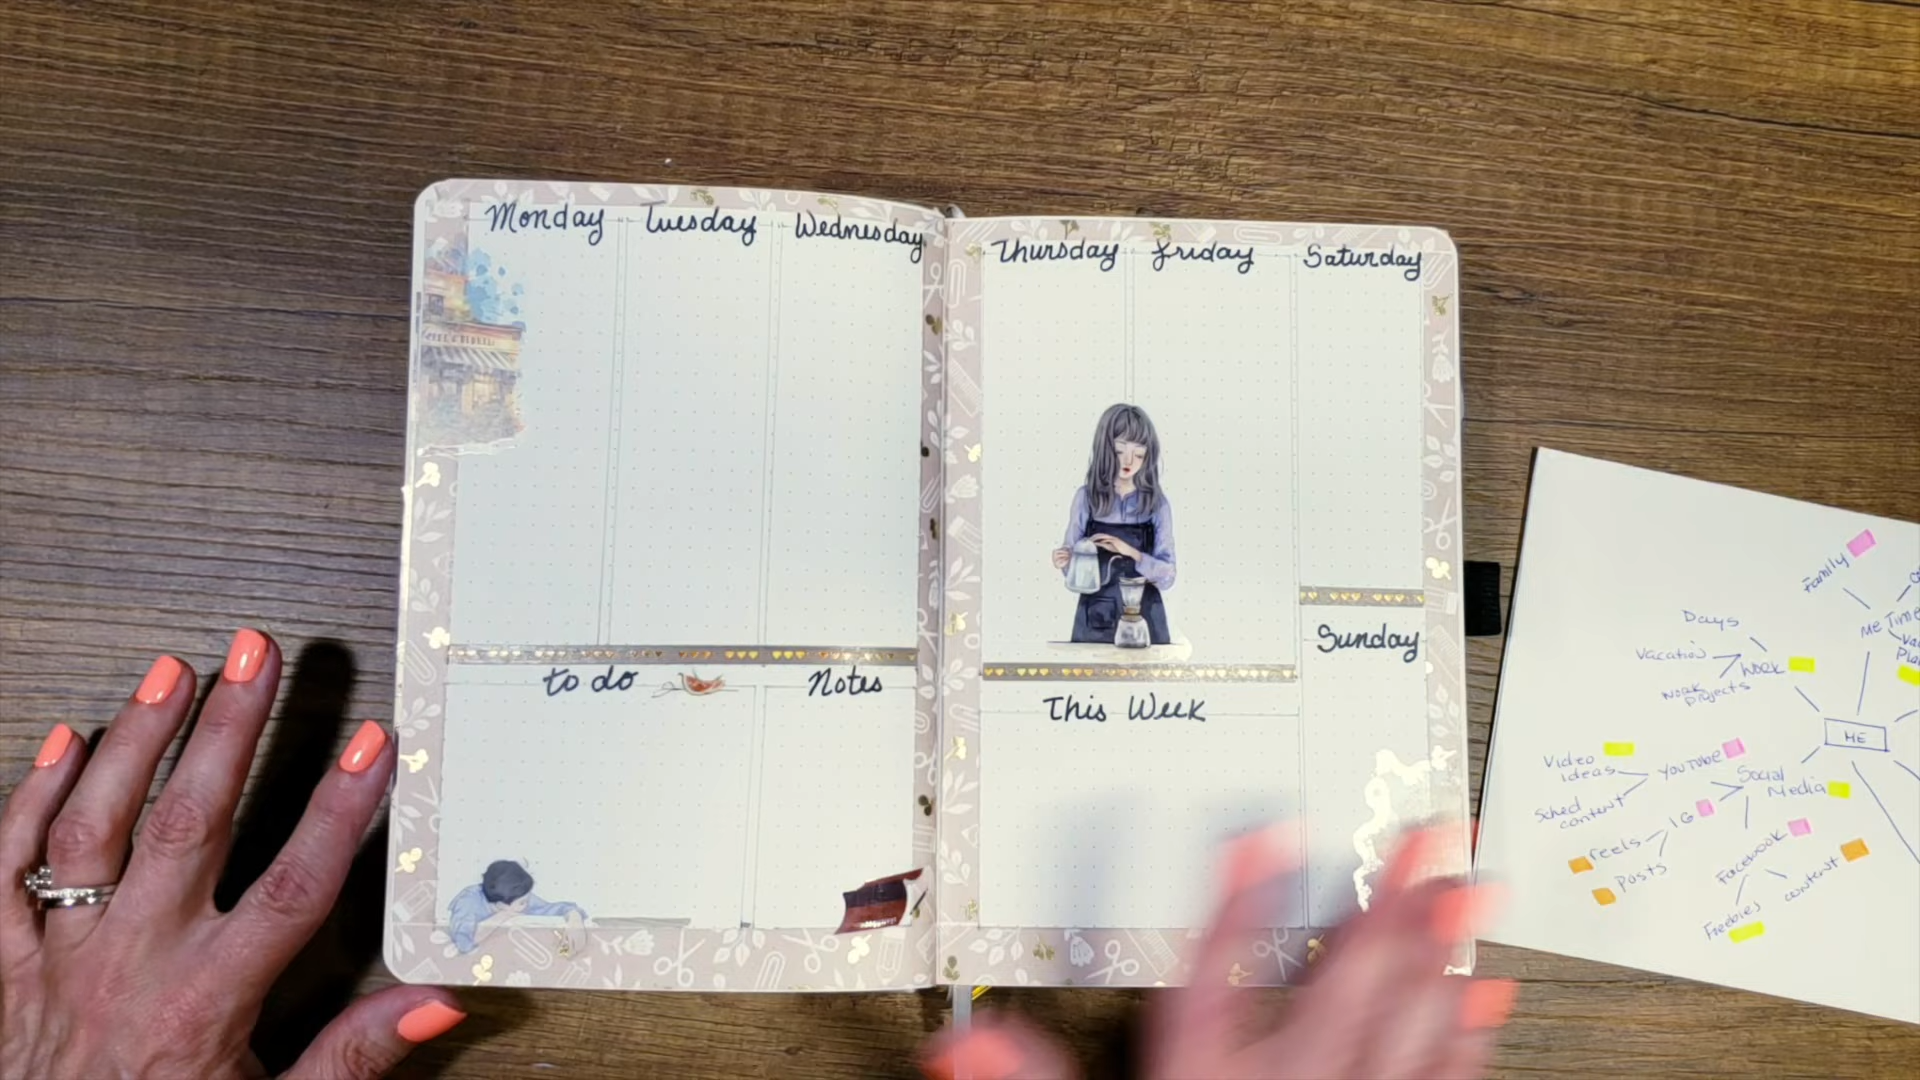 Monday Tuesday Wednesday
Thursday Friday Saturday
to do Notes
This Week
Sunday
Family
ME Time
Days
Vacation
Work
Work Projects
ME
Video ideas
YouTube
Sched content
Social Media
IG
reels
posts
Facebook
content
Freebies